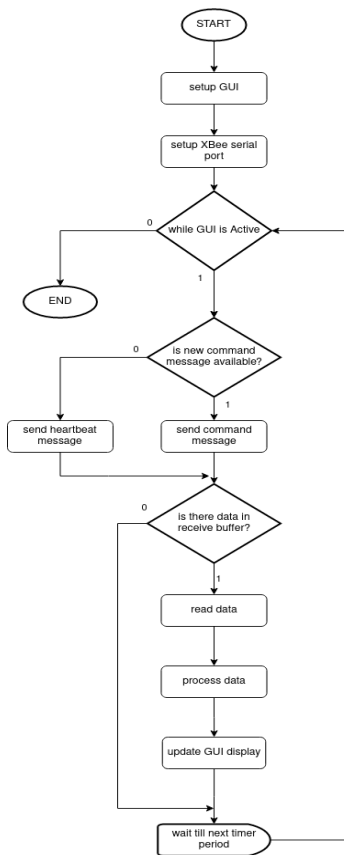 START
setup GUI
setup XBee serial
port
while GUI is Active
0
1
END
is new command
message available?
0
1
send heartbeat
message
send command
message
is there data in
receive buffer?
0
1
read data
process data
update GUI display
wait till next timer
period